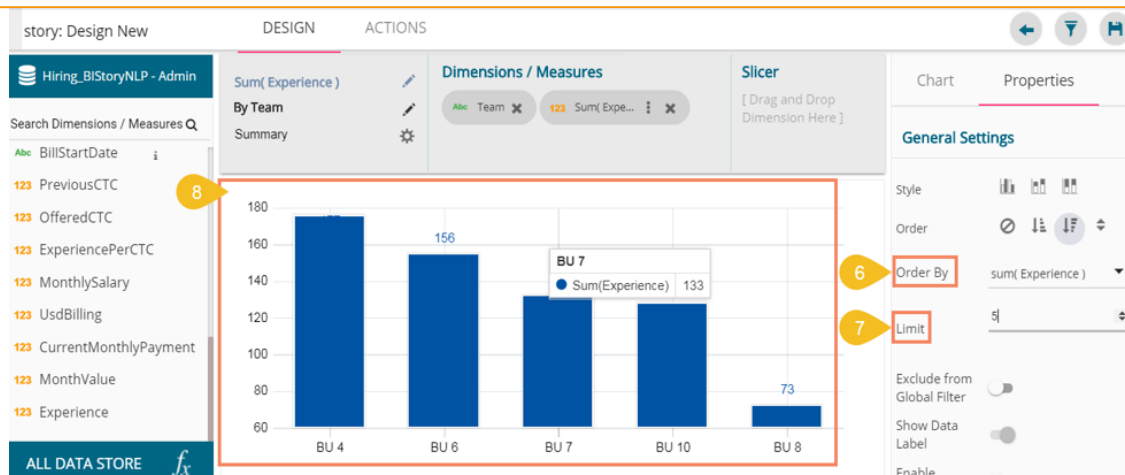 story: Design New
DESIGN
ACTIONS
Hiring_BIStoryNLP - Admin
Search Dimensions / Measures
Abc BillStartDate i
123 PreviousCTC
123 OfferedCTC
123 ExperiencePerCTC
123 MonthlySalary
123 UsdBilling
123 CurrentMonthlyPayment
123 MonthValue
123 Experience
ALL DATA STORE fx
Sum( Experience )
By Team
Summary
Dimensions / Measures
Abc Team
123 Sum( Expe...
Slicer
[ Drag and Drop
Dimension Here ]
8
180
160
140
120
100
80
60
156
73
BU 7
Sum(Experience) 133
BU 4
BU 6
BU 7
BU 10
BU 8
Chart
Properties
General Settings
Style
Order
6
Order By
sum( Experience )
7
Limit
5
Exclude from
Global Filter
Show Data
Label
Enable